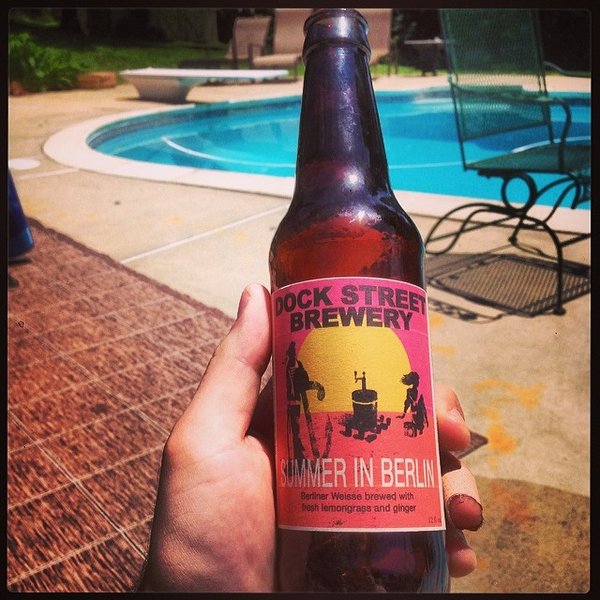 DOCK STREET
BREWERY
SUMMER IN BERLIN
Berliner Weisse brewed with
fresh lemongrass and ginger